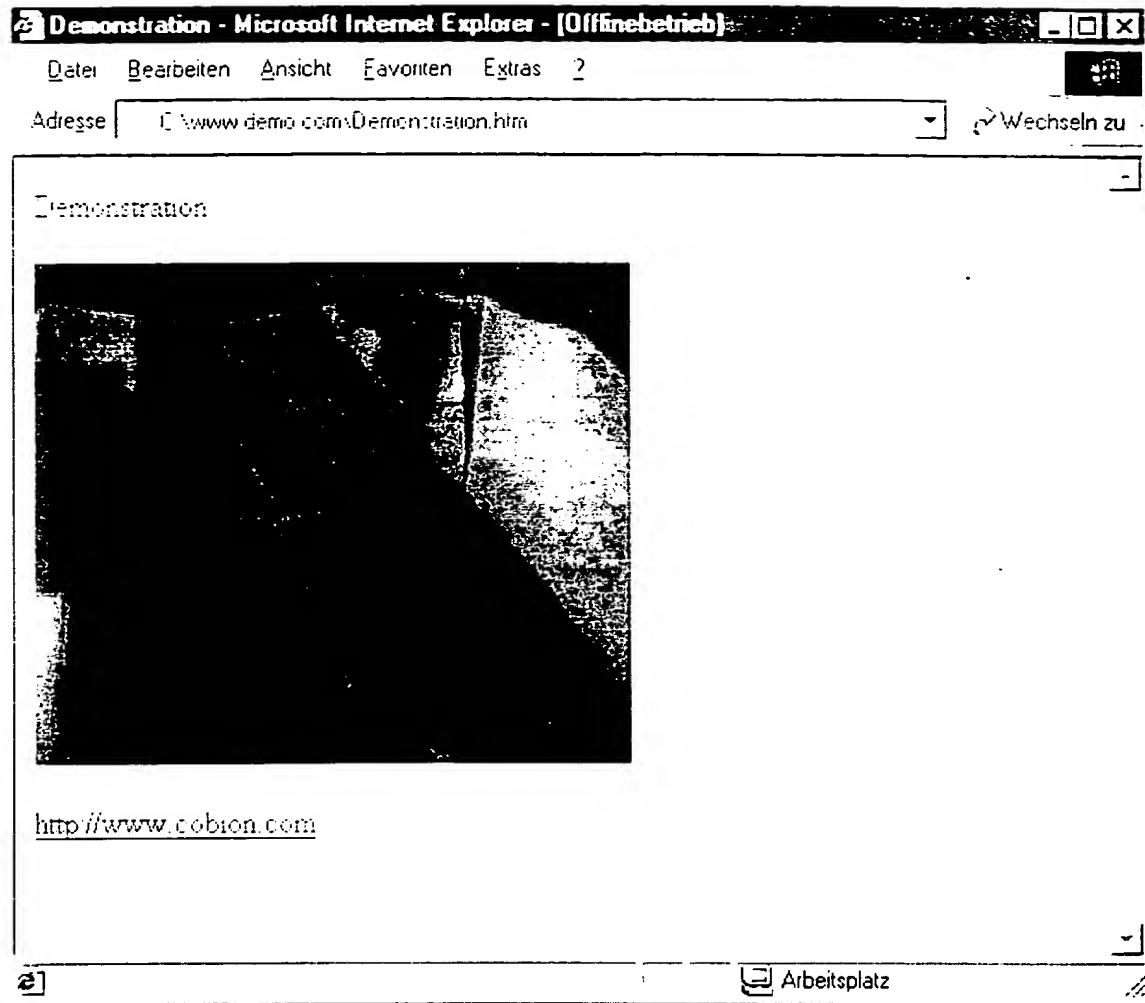 Demonstration - Microsoft Internet Explorer - [Offlinebetrieb]
Datei Bearbeiten Ansicht Favoriten Extras ?
Adresse C:\www.demo.com\Demonstration.htm Wechseln zu
Demonstration
http://www.cobion.com
Arbeitsplatz